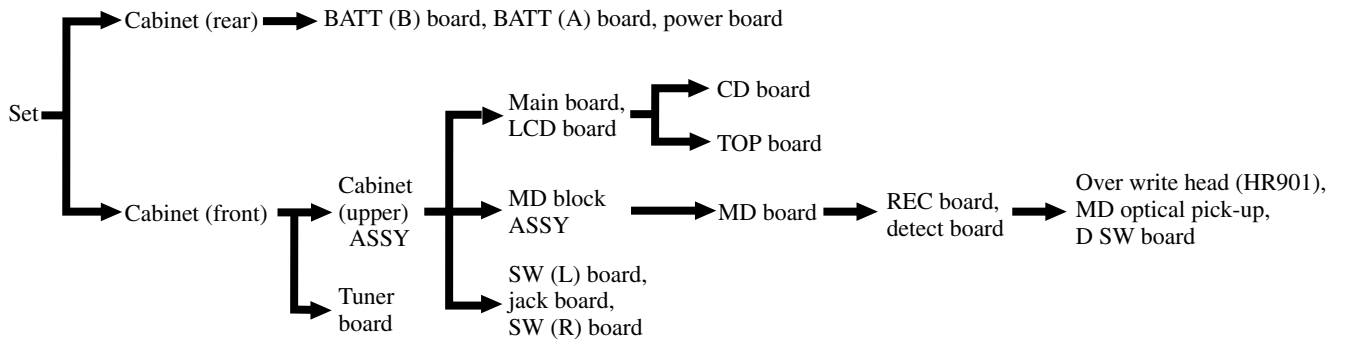 Cabinet (rear)
BATT (B) board, BATT (A) board, power board
Set
Main board,
LCD board
CD board
TOP board
Cabinet (front)
Cabinet
(upper)
ASSY
MD block
ASSY
MD board
REC board,
detect board
Over write head (HR901),
MD optical pick-up,
D SW board
Tuner
board
SW (L) board,
jack board,
SW (R) board